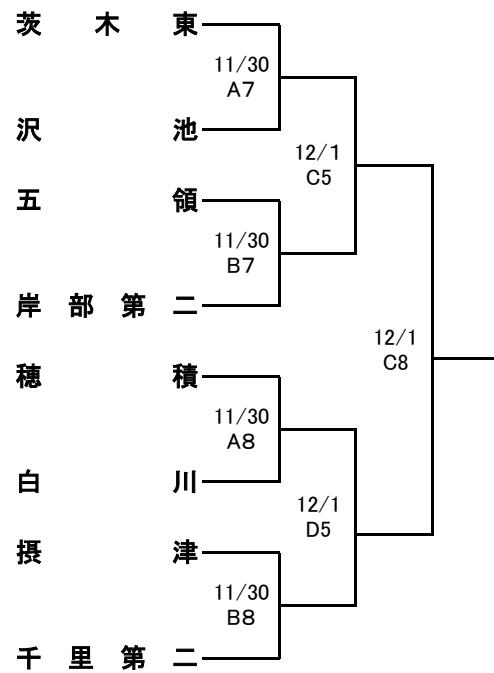 茨木東
11/30
A7
沢池
12/1
C5
五領
11/30
B7
岸部第二
12/1
C8
穂積
11/30
A8
白川
12/1
D5
摂津
11/30
B8
千里第二